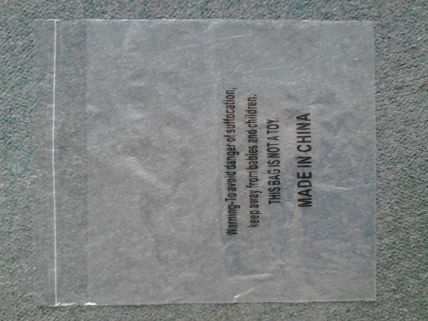 Warning-To avoid danger of suffocation,
keep away from babies and children.
THIS BAG IS NOT A TOY.
MADE IN CHINA